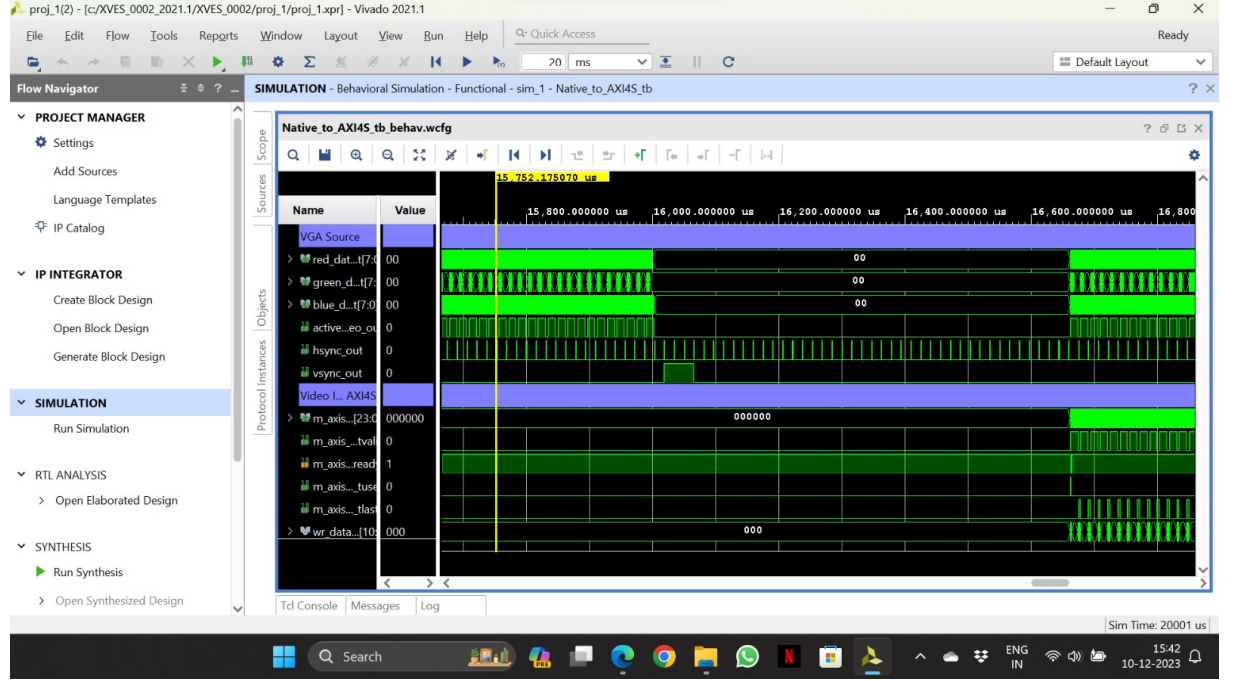 proj_1(2) - [c:/XVES_0002_2021.1/XVES_0002/proj_1/proj_1.xpr] - Vivado 2021.1
File Edit Flow Tools Reports Window Layout View Run Help Q- Quick Access Ready
20 ms Default Layout
Flow Navigator
SIMULATION - Behavioral Simulation - Functional - sim_1 - Native_to_AXI4S_tb
PROJECT MANAGER
Settings
Add Sources
Language Templates
IP Catalog
IP INTEGRATOR
Create Block Design
Open Block Design
Generate Block Design
SIMULATION
Run Simulation
RTL ANALYSIS
Open Elaborated Design
SYNTHESIS
Run Synthesis
Open Synthesized Design
Scope
Sources
Objects
Protocol Instances
Native_to_AXI4S_tb_behav.wcfg
15,752.175070 us
Name Value 15,800.000000 us 16,000.000000 us 16,200.000000 us 16,400.000000 us 16,600.000000 us 16,800
VGA Source
red_dat...t[7:0 00 00
green_d...t[7: 00 00
blue_d...t[7:0] 00 00
active...eo_ou 0
hsync_out 0
vsync_out 0
Video I... AXI4S
m_axis...[23:0 000000 000000
m_axis_...tvali 0
m_axis...ready 1
m_axis..._tuse 0
m_axis..._tlast 0
wr_data...[10: 000 000
Tcl Console Messages Log
Sim Time: 20001 us
Search
PRE
N
ENG
IN
15:42
10-12-2023